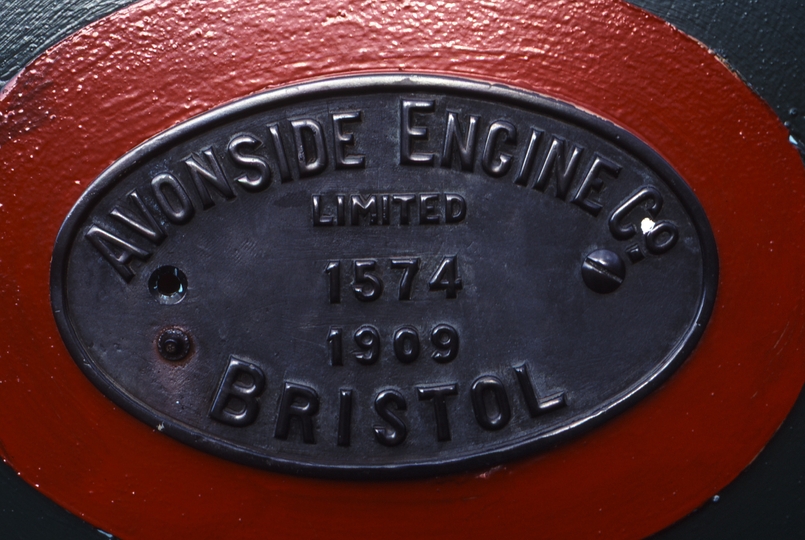 AVONSIDE ENGINE Co.
LIMITED
1574
1909
BRISTOL